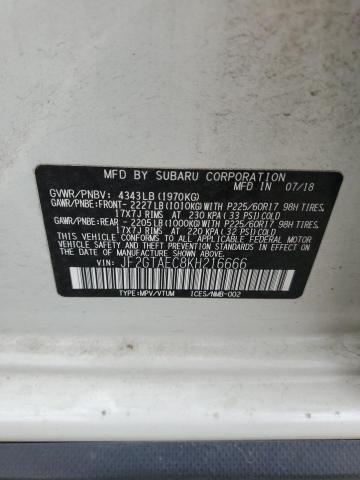 MFD BY SUBARU CORPORATION
MFD IN 07/18
GVWR/PNBV: 4343LB (1970KG)
GAWR/PNBE:FRONT-2227LB(1010KG)WITH P225/60R17 98H TIRES,
17X7J RIMS AT 230 KPA (33 PSI) COLD
GAWR/PNBE:REAR -2205LB(1000KG)WITH P225/60R17 98H TIRES,
17X7J RIMS AT 220 KPA (32 PSI) COLD
THIS VEHICLE CONFORMS TO ALL APPLICABLE FEDERAL MOTOR
VEHICLE SAFETY AND BUMPER STANDARDS IN EFFECT ON THE
DATE OF MANUFACTURE SHOWN ABOVE.
VIN: JF2GTAEC8KH216666
TYPE:MPV/VTUM ICES/NMB-002